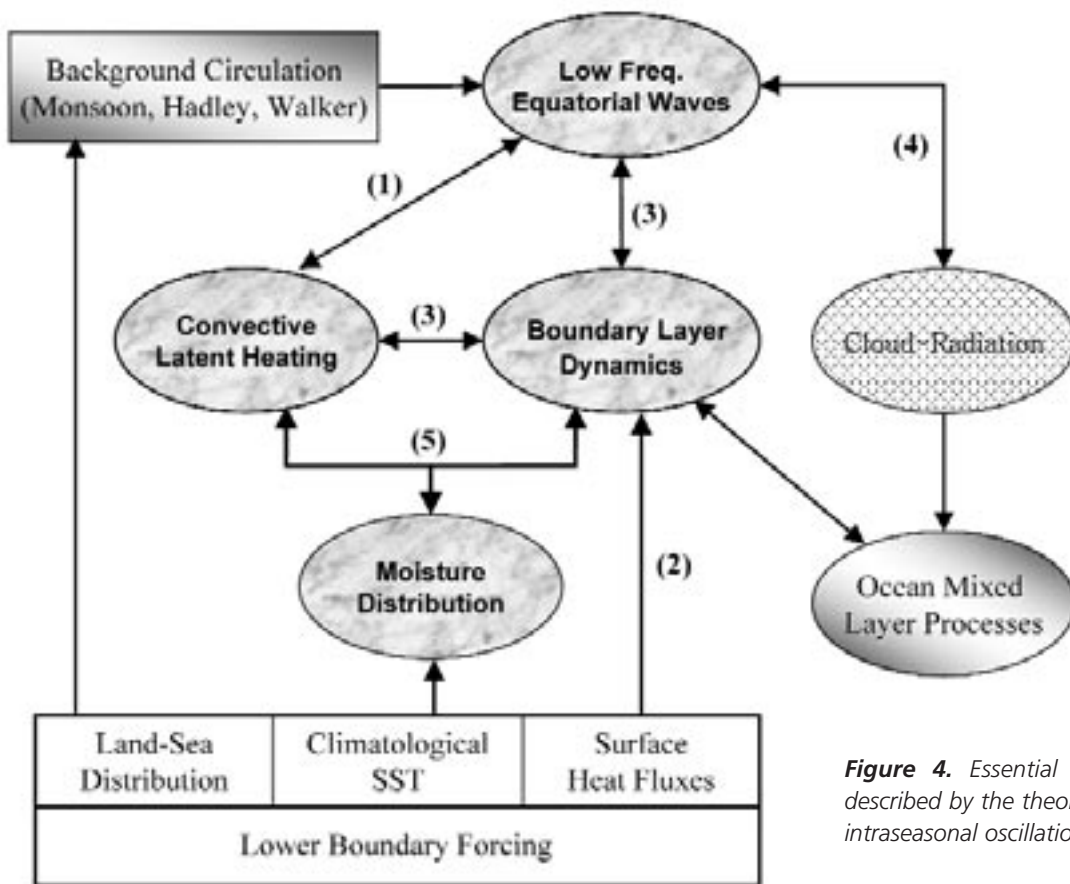 Background Circulation
(Monsoon, Hadley, Walker)
Low Freq.
Equatorial Waves
(1)
(3)
(4)
Convective
Latent Heating
(3)
Boundary Layer
Dynamics
Cloud-Radiation
(5)
Moisture
Distribution
(2)
Ocean Mixed
Layer Processes
Land-Sea
Distribution
Climatological
SST
Surface
Heat Fluxes
Lower Boundary Forcing
Figure 4. Essential
described by the theor
intraseasonal oscillatio